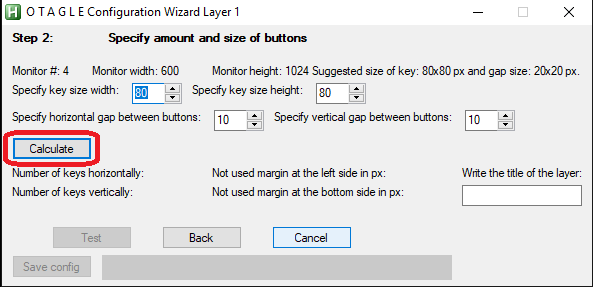 H O T A G L E Configuration Wizard Layer 1
Step 2: Specify amount and size of buttons
Monitor #: 4 Monitor width: 600 Monitor height: 1024 Suggested size of key: 80x80 px and gap size: 20x20 px.
Specify key size width: 80 Specify key size height: 80
Specify horizontal gap between buttons: 10 Specify vertical gap between buttons: 10
Calculate
Number of keys horizontally: Not used margin at the left side in px: Write the title of the layer:
Number of keys vertically: Not used margin at the bottom side in px:
Test Back Cancel
Save config